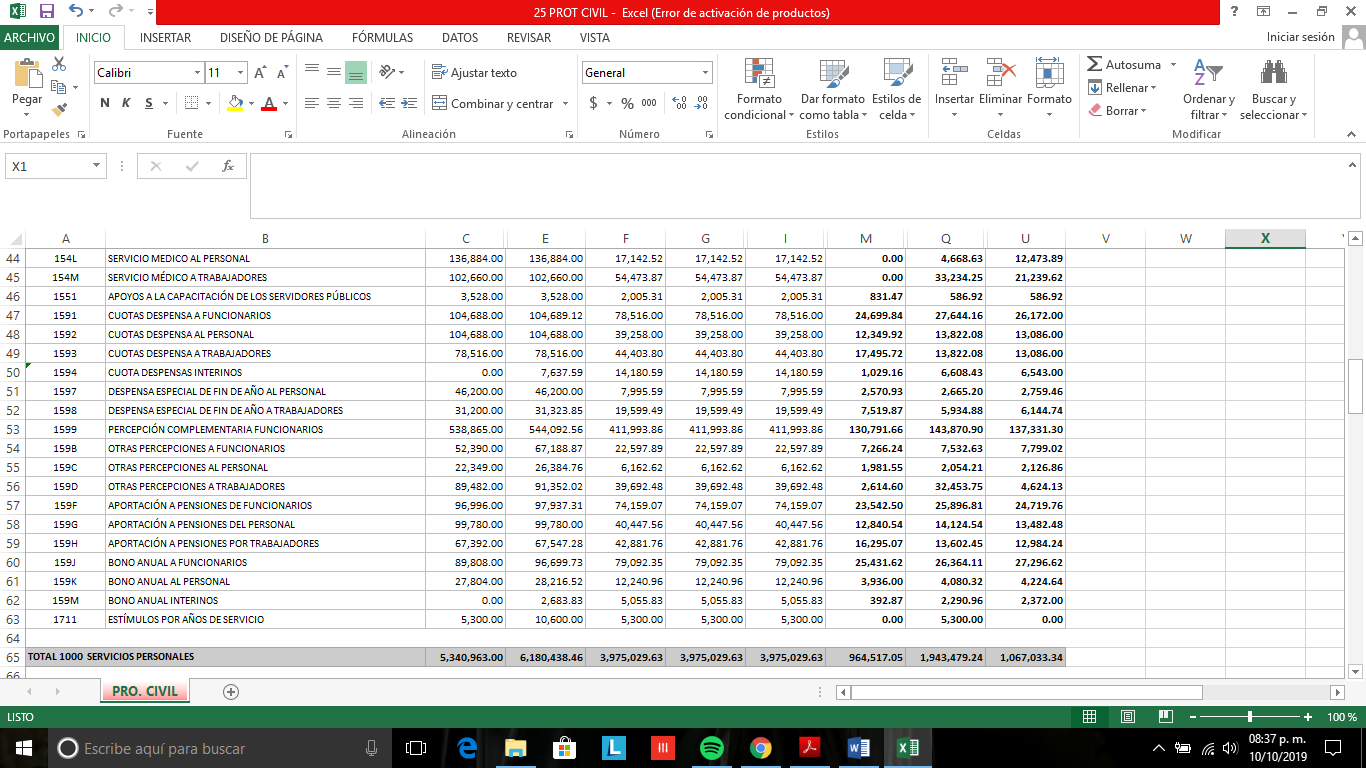 25 PROT CIVIL - Excel (Error de activación de productos)
ARCHIVO INICIO INSERTAR DISEÑO DE PÁGINA FÓRMULAS DATOS REVISAR VISTA Iniciar sesión
Pegar
Calibri 11
N K S
Ajustar texto
Combinar y centrar
General
$ % 000
Formato condicional
Dar formato como tabla
Estilos de celda
Insertar Eliminar Formato
Autosuma
Rellenar
Borrar
Ordenar y filtrar
Buscar y seleccionar
Portapapeles Fuente Alineación Número Estilos Celdas Modificar
X1 fx
A B C E F G I M Q U V W X
44 154L SERVICIO MEDICO AL PERSONAL 136,884.00 136,884.00 17,142.52 17,142.52 17,142.52 0.00 4,668.63 12,473.89
45 154M SERVICIO MÉDICO A TRABAJADORES 102,660.00 102,660.00 54,473.87 54,473.87 54,473.87 0.00 33,234.25 21,239.62
46 1551 APOYOS A LA CAPACITACIÓN DE LOS SERVIDORES PÚBLICOS 3,528.00 3,528.00 2,005.31 2,005.31 2,005.31 831.47 586.92 586.92
47 1591 CUOTAS DESPENSA A FUNCIONARIOS 104,688.00 104,689.12 78,516.00 78,516.00 78,516.00 24,699.84 27,644.16 26,172.00
48 1592 CUOTAS DESPENSA AL PERSONAL 104,688.00 104,688.00 39,258.00 39,258.00 39,258.00 12,349.92 13,822.08 13,086.00
49 1593 CUOTAS DESPENSA A TRABAJADORES 78,516.00 78,516.00 44,403.80 44,403.80 44,403.80 17,495.72 13,822.08 13,086.00
50 1594 CUOTA DESPENSAS INTERINOS 0.00 7,637.59 14,180.59 14,180.59 14,180.59 1,029.16 6,608.43 6,543.00
51 1597 DESPENSA ESPECIAL DE FIN DE AÑO AL PERSONAL 46,200.00 46,200.00 7,995.59 7,995.59 7,995.59 2,570.93 2,665.20 2,759.46
52 1598 DESPENSA ESPECIAL DE FIN DE AÑO A TRABAJADORES 31,200.00 31,323.85 19,599.49 19,599.49 19,599.49 7,519.87 5,934.88 6,144.74
53 1599 PERCEPCIÓN COMPLEMENTARIA FUNCIONARIOS 538,865.00 544,092.56 411,993.86 411,993.86 411,993.86 130,791.66 143,870.90 137,331.30
54 159B OTRAS PERCEPCIONES A FUNCIONARIOS 52,390.00 67,188.87 22,597.89 22,597.89 22,597.89 7,266.24 7,532.63 7,799.02
55 159C OTRAS PERCEPCIONES AL PERSONAL 22,349.00 26,384.76 6,162.62 6,162.62 6,162.62 1,981.55 2,054.21 2,126.86
56 159D OTRAS PERCEPCIONES A TRABAJADORES 89,482.00 91,352.02 39,692.48 39,692.48 39,692.48 2,614.60 32,453.75 4,624.13
57 159F APORTACIÓN A PENSIONES DE FUNCIONARIOS 96,996.00 97,937.31 74,159.07 74,159.07 74,159.07 23,542.50 25,896.81 24,719.76
58 159G APORTACIÓN A PENSIONES DEL PERSONAL 99,780.00 99,780.00 40,447.56 40,447.56 40,447.56 12,840.54 14,124.54 13,482.48
59 159H APORTACIÓN A PENSIONES POR TRABAJADORES 67,392.00 67,547.28 42,881.76 42,881.76 42,881.76 16,295.07 13,602.45 12,984.24
60 159J BONO ANUAL A FUNCIONARIOS 89,808.00 96,699.73 79,092.35 79,092.35 79,092.35 25,431.62 26,364.11 27,296.62
61 159K BONO ANUAL AL PERSONAL 27,804.00 28,216.52 12,240.96 12,240.96 12,240.96 3,936.00 4,080.32 4,224.64
62 159M BONO ANUAL INTERINOS 0.00 2,683.83 5,055.83 5,055.83 5,055.83 392.87 2,290.96 2,372.00
63 1711 ESTÍMULOS POR AÑOS DE SERVICIO 5,300.00 10,600.00 5,300.00 5,300.00 5,300.00 0.00 5,300.00 0.00
64
65 TOTAL 1000 SERVICIOS PERSONALES 5,340,963.00 6,180,438.46 3,975,029.63 3,975,029.63 3,975,029.63 964,517.05 1,943,479.24 1,067,033.34
66
PRO. CIVIL
LISTO 100 %
Escribe aquí para buscar
08:37 p. m.
10/10/2019